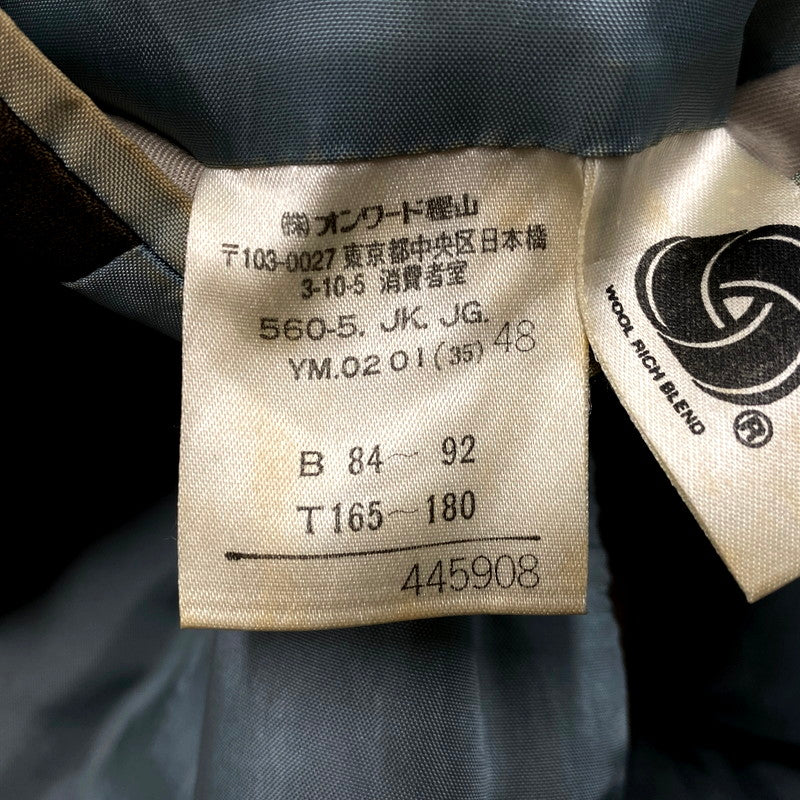 ㈱オンワード樫山
〒103-0027 東京都中央区日本橋
3-10-5 消費者室
560-5. JK. JG.
YM.0201(35) 48
B 84~92
T165~180
445908
WOOL RICH BLEND
®